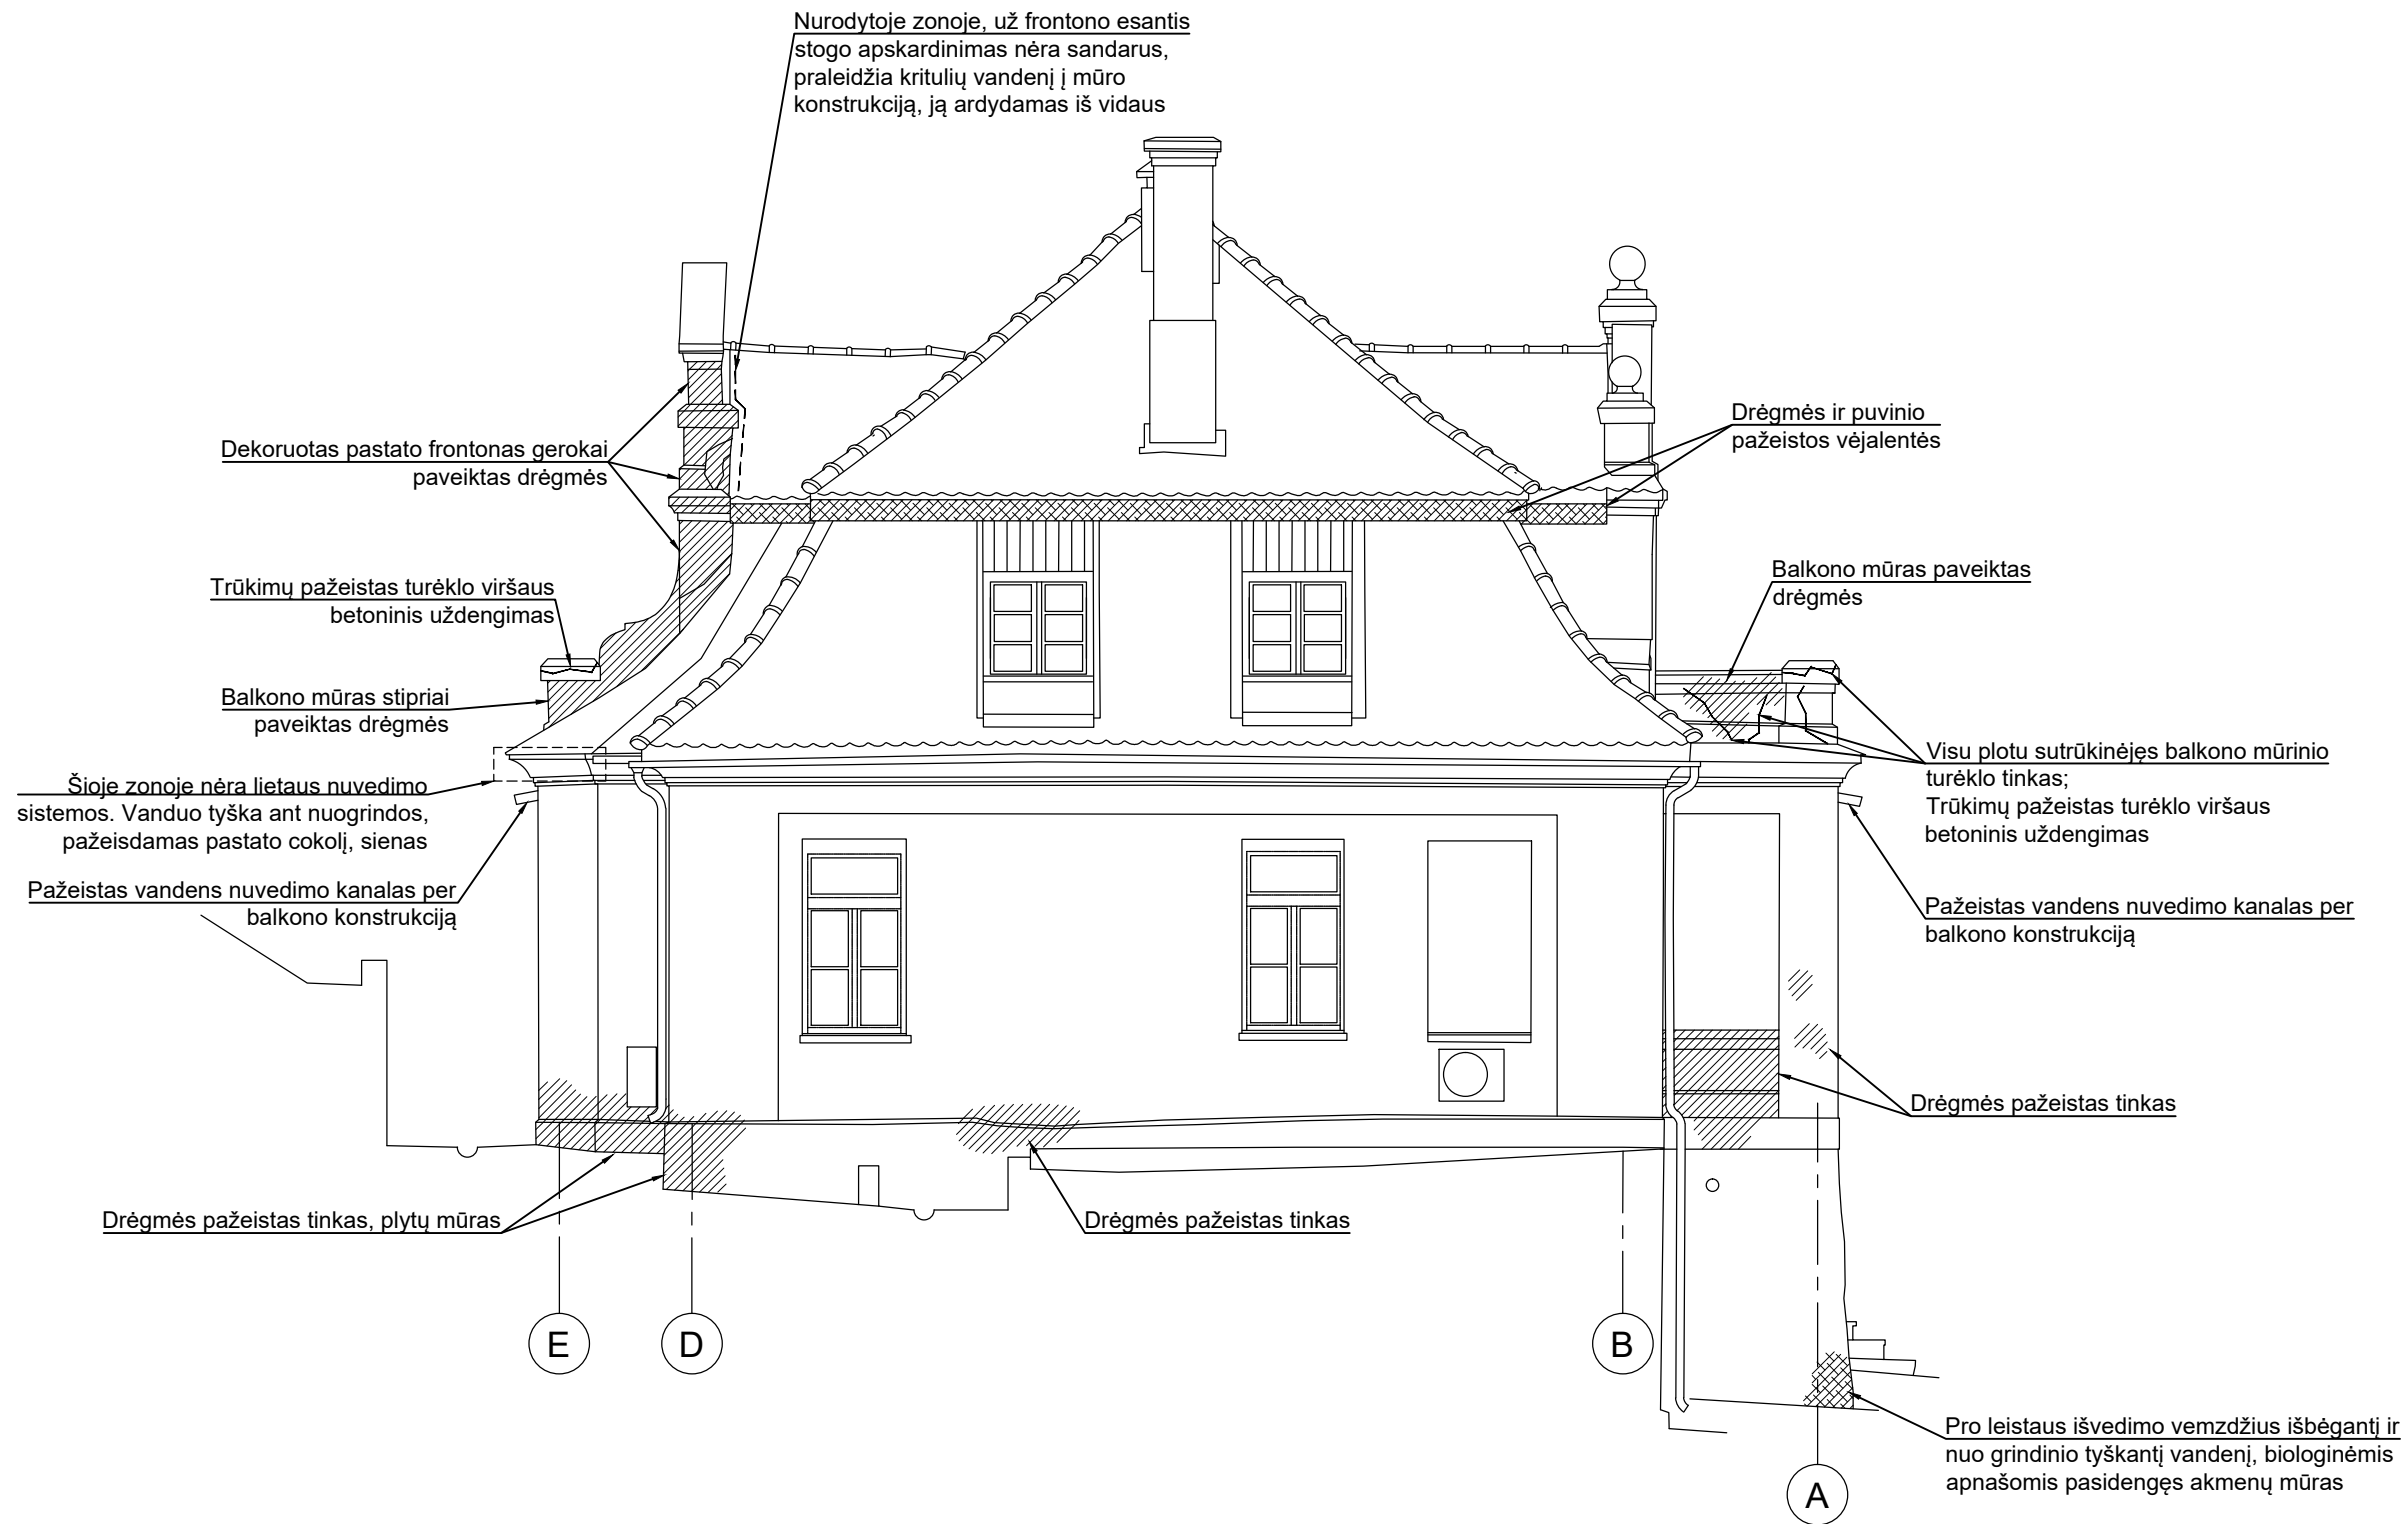 Nurodytoje zonoje, už frontono esantis
stogo apskardinimas nėra sandarus,
praleidžia kritulių vandenį į mūro
konstrukciją, ją ardydamas iš vidaus
Drėgmės ir puvinio
pažeistos vėjalentės
Dekoruotas pastato frontonas gerokai
paveiktas drėgmės
Balkono mūras paveiktas
drėgmės
Trūkimų pažeistas turėklo viršaus
betoninis uždengimas
Balkono mūras stipriai
paveiktas drėgmės
Visu plotu sutrūkinėjęs balkono mūrinio
turėklo tinkas;
Trūkimų pažeistas turėklo viršaus
betoninis uždengimas
Šioje zonoje nėra lietaus nuvedimo
sistemos. Vanduo tyška ant nuogrindos,
pažeisdamas pastato cokolį, sienas
Pažeistas vandens nuvedimo kanalas per
balkono konstrukciją
Pažeistas vandens nuvedimo kanalas per
balkono konstrukciją
Drėgmės pažeistas tinkas
Drėgmės pažeistas tinkas, plytų mūras
Drėgmės pažeistas tinkas
E
D
B
A
Pro leistaus išvedimo vemzdžius išbėgantį ir
nuo grindinio tyškantį vandenį, biologinėmis
apnašomis pasidengęs akmenų mūras